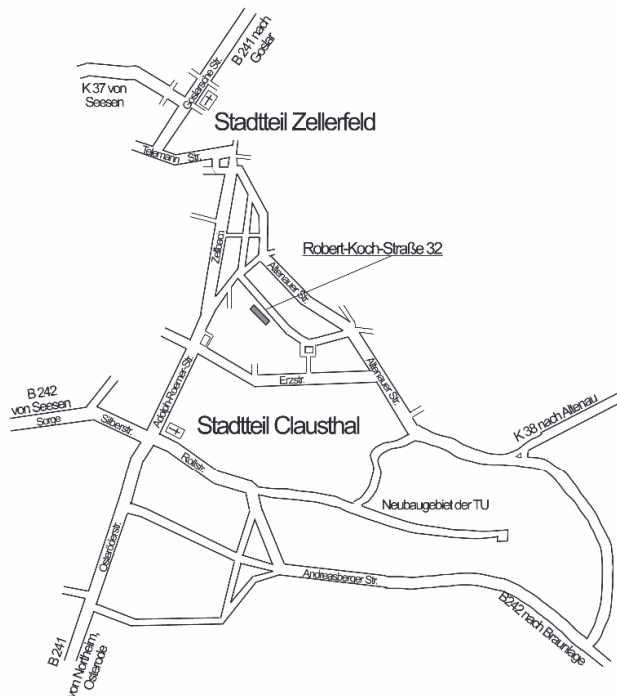 B 241 nach
Goslar
Goslarsche Str.
K 37 von
Seesen
Stadtteil Zellerfeld
Telemann Str.
Zellbach
Robert-Koch-Straße 32
Altenauer Str.
Altenauer Str.
Erzstr.
Adolph-Roemer-Str.
B 242
von Seesen
Sorge
Silberstr.
Stadtteil Clausthal
K 38 nach Altenau
Rollstr.
Neubaugebiet der TU
Osteröderstr.
Andreasberger Str.
B242 nach Braunlage
B 241
von Northeim,
Osterode